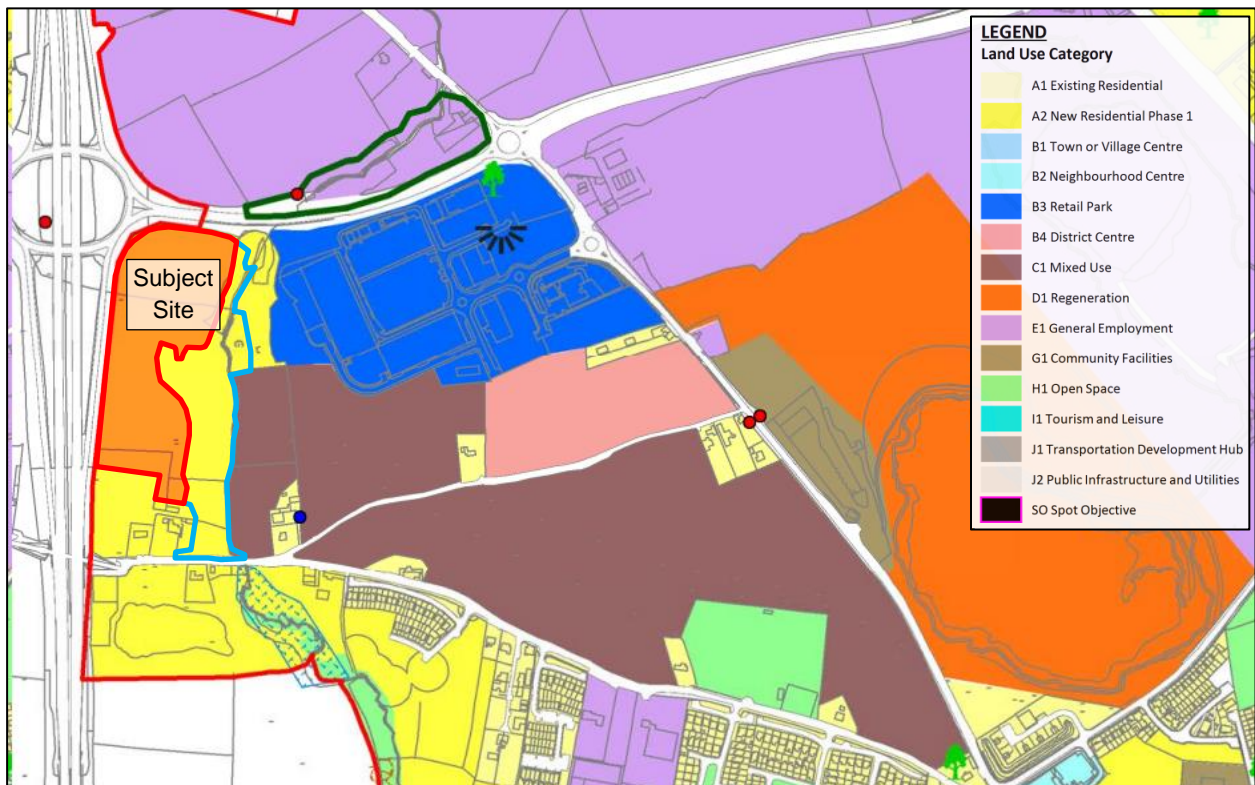 Subject
Site
LEGEND
Land Use Category
A1 Existing Residential
A2 New Residential Phase 1
B1 Town or Village Centre
B2 Neighbourhood Centre
B3 Retail Park
B4 District Centre
C1 Mixed Use
D1 Regeneration
E1 General Employment
G1 Community Facilities
H1 Open Space
I1 Tourism and Leisure
J1 Transportation Development Hub
J2 Public Infrastructure and Utilities
SO Spot Objective